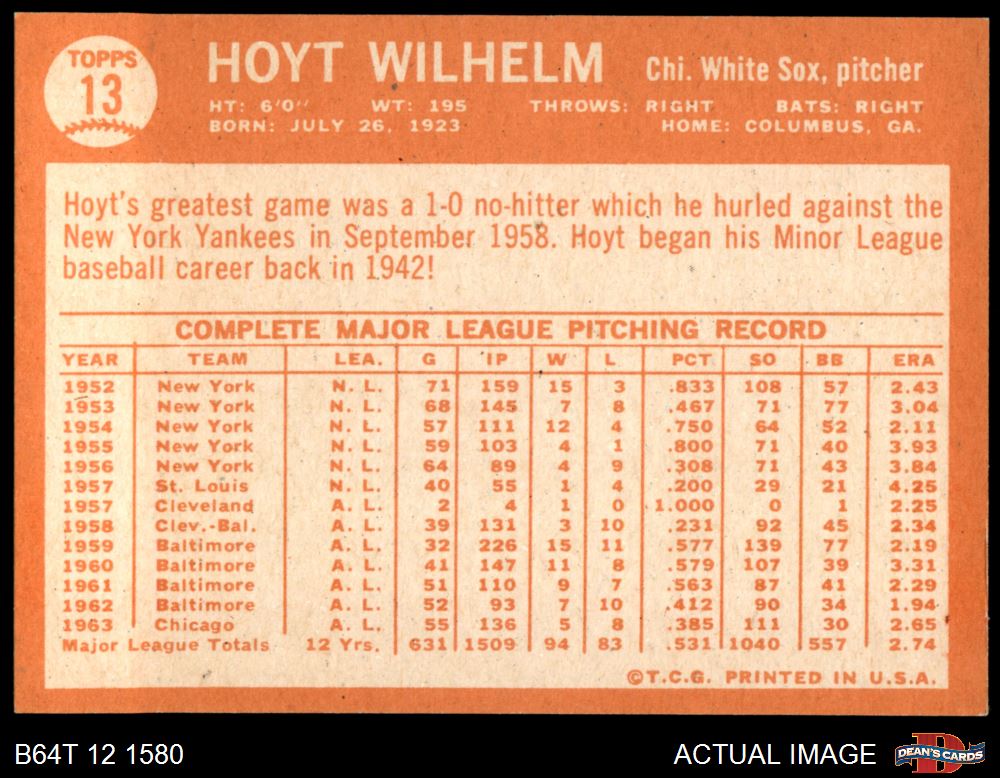 TOPPS
13
HOYT WILHELM
Chi. White Sox, pitcher
HT: 6'0" WT: 195 THROWS: RIGHT BATS: RIGHT
BORN: JULY 26, 1923 HOME: COLUMBUS, GA.
Hoyt's greatest game was a 1-0 no-hitter which he hurled against the
New York Yankees in September 1958. Hoyt began his Minor League
baseball career back in 1942!
COMPLETE MAJOR LEAGUE PITCHING RECORD
YEAR TEAM LEA. G IP W L PCT SO BB ERA
1952 New York N. L. 71 159 15 3 .833 108 57 2.43
1953 New York N. L. 68 145 7 8 .467 71 77 3.04
1954 New York N. L. 57 111 12 4 .750 64 52 2.11
1955 New York N. L. 59 103 4 1 .800 71 40 3.93
1956 New York N. L. 64 89 4 9 .308 71 43 3.84
1957 St. Louis N. L. 40 55 1 4 .200 29 21 4.25
1957 Cleveland A. L. 2 4 1 0 1.000 0 1 2.25
1958 Clev.-Bal. A. L. 39 131 3 10 .231 92 45 2.34
1959 Baltimore A. L. 32 226 15 11 .577 139 77 2.19
1960 Baltimore A. L. 41 147 11 8 .579 107 39 3.31
1961 Baltimore A. L. 51 110 9 7 .563 87 41 2.29
1962 Baltimore A. L. 52 93 7 10 .412 90 34 1.94
1963 Chicago A. L. 55 136 5 8 .385 111 30 2.65
Major League Totals 12 Yrs. 631 1509 94 83 .531 1040 557 2.74
©T.C.G. PRINTED IN U.S.A.
B64T 12 1580
ACTUAL IMAGE
DEAN'S CARDS